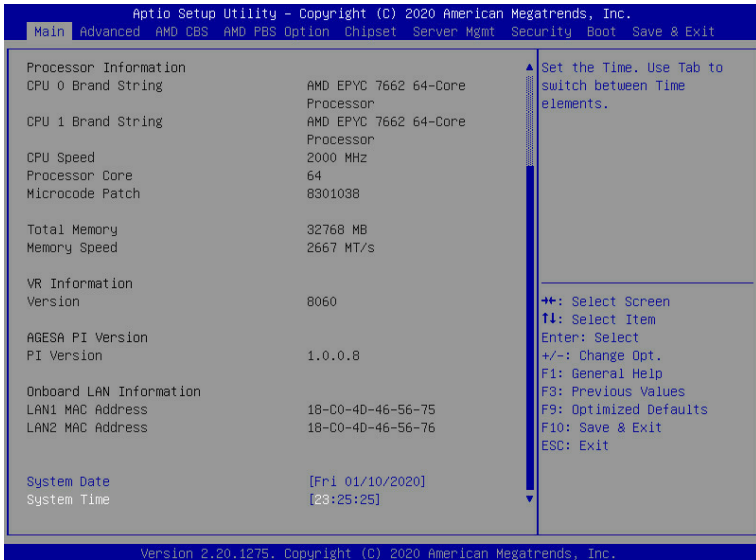 Aptio Setup Utility – Copyright (C) 2020 American Megatrends, Inc.
Main Advanced AMD CBS AMD PBS Option Chipset Server Mgmt Security Boot Save & Exit
Processor Information
CPU 0 Brand String AMD EPYC 7662 64-Core
Processor
CPU 1 Brand String AMD EPYC 7662 64-Core
Processor
CPU Speed 2000 MHz
Processor Core 64
Microcode Patch 8301038
Total Memory 32768 MB
Memory Speed 2667 MT/s
VR Information
Version 8060
AGESA PI Version
PI Version 1.0.0.8
Onboard LAN Information
LAN1 MAC Address 18-C0-4D-46-56-75
LAN2 MAC Address 18-C0-4D-46-56-76
System Date [Fri 01/10/2020]
System Time [23:25:25]
Set the Time. Use Tab to
switch between Time
elements.
→←: Select Screen
↑↓: Select Item
Enter: Select
+/-: Change Opt.
F1: General Help
F3: Previous Values
F9: Optimized Defaults
F10: Save & Exit
ESC: Exit
Version 2.20.1275. Copyright (C) 2020 American Megatrends, Inc.